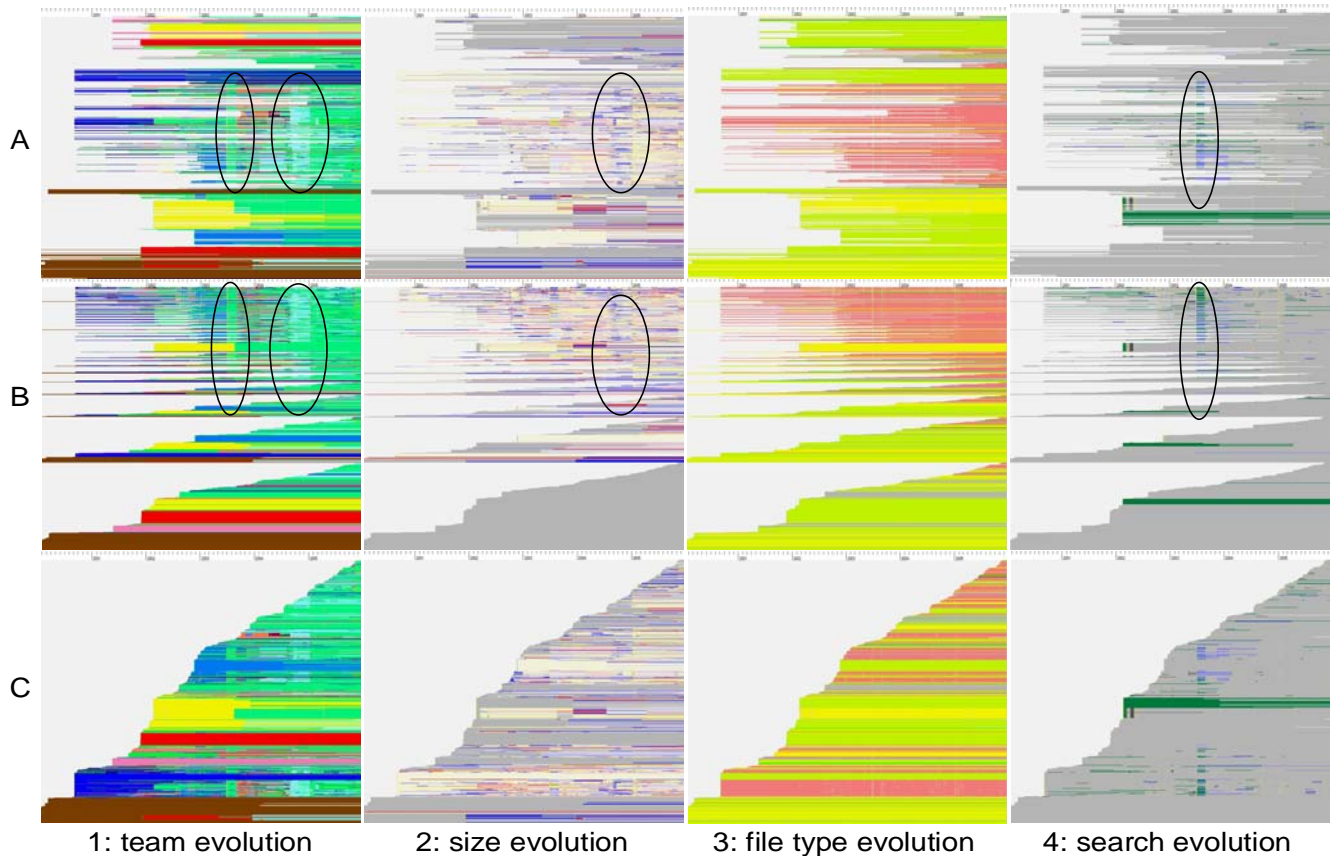 A
B
C
1: team evolution
2: size evolution
3: file type evolution
4: search evolution